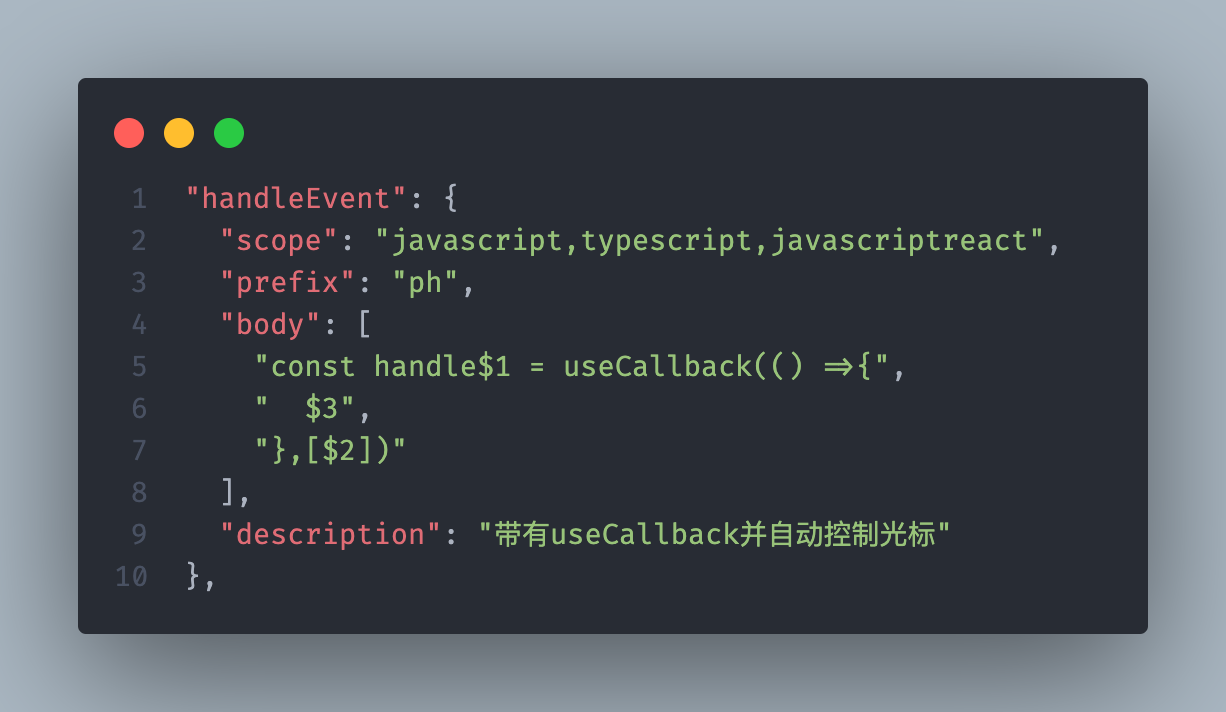 1 "handleEvent": {
2   "scope": "javascript,typescript,javascriptreact",
3   "prefix": "ph",
4   "body": [
5     "const handle$1 = useCallback(() =>{",
6     "  $3",
7     "},[$2])"
8   ],
9   "description": "带有useCallback并自动控制光标"
10 },